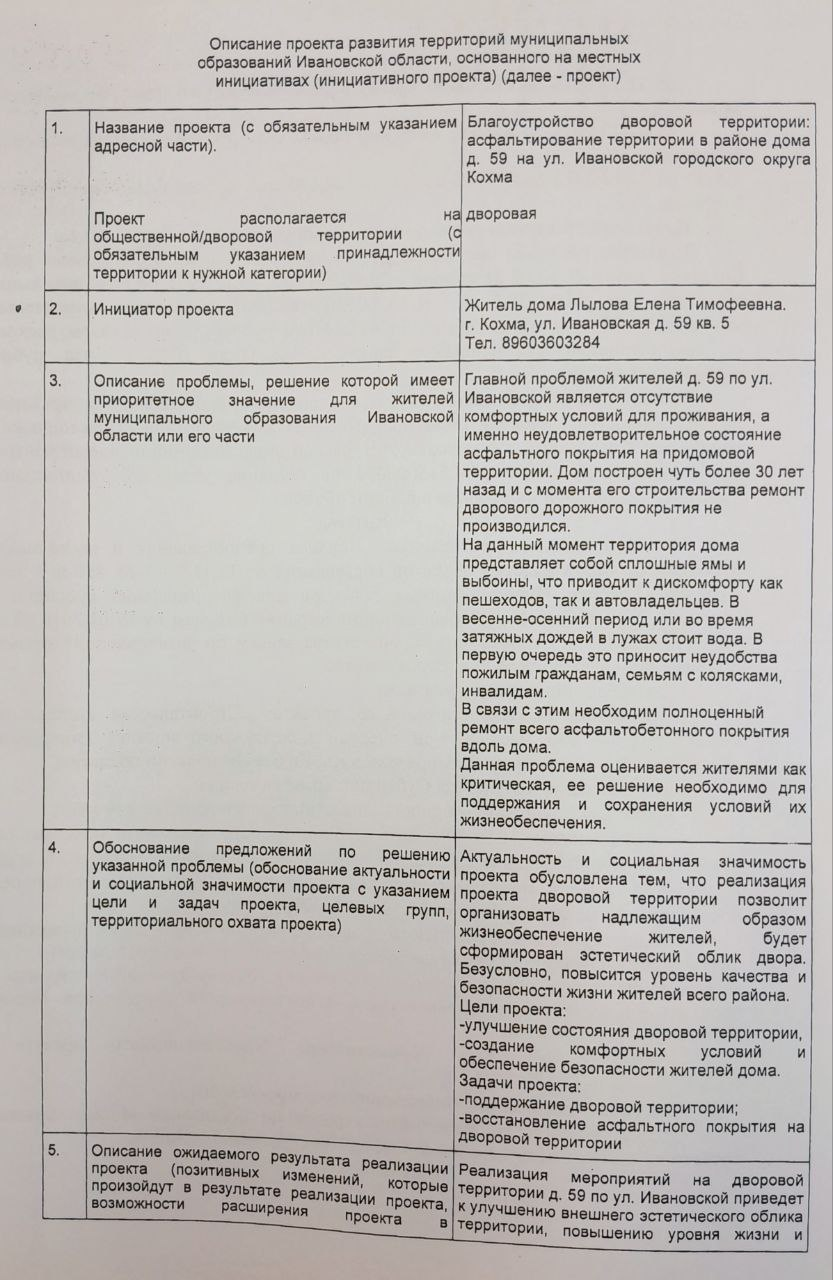 Описание проекта развития территорий муниципальных
образований Ивановской области, основанного на местных
инициативах (инициативного проекта) (далее - проект)
1.
Название проекта (с обязательным указанием
адресной части).
Проект располагается на
общественной/дворовой территории (с
обязательным указанием принадлежности
территории к нужной категории)
Благоустройство дворовой территории:
асфальтирование территории в районе дома
д. 59 на ул. Ивановской городского округа
Кохма
дворовая
2.
Инициатор проекта
Житель дома Лылова Елена Тимофеевна.
г. Кохма, ул. Ивановская д. 59 кв. 5
Тел. 89603603284
3.
Описание проблемы, решение которой имеет
приоритетное значение для жителей
муниципального образования Ивановской
области или его части
Главной проблемой жителей д. 59 по ул.
Ивановской является отсутствие
комфортных условий для проживания, а
именно неудовлетворительное состояние
асфальтного покрытия на придомовой
территории. Дом построен чуть более 30 лет
назад и с момента его строительства ремонт
дворового дорожного покрытия не
производился.
На данный момент территория дома
представляет собой сплошные ямы и
выбоины, что приводит к дискомфорту как
пешеходов, так и автовладельцев. В
весенне-осенний период или во время
затяжных дождей в лужах стоит вода. В
первую очередь это приносит неудобства
пожилым гражданам, семьям с колясками,
инвалидам.
В связи с этим необходим полноценный
ремонт всего асфальтобетонного покрытия
вдоль дома.
Данная проблема оценивается жителями как
критическая, ее решение необходимо для
поддержания и сохранения условий их
жизнеобеспечения.
4.
Обоснование предложений по решению
указанной проблемы (обоснование актуальности
и социальной значимости проекта с указанием
цели и задач проекта, целевых групп,
территориального охвата проекта)
Актуальность и социальная значимость
проекта обусловлена тем, что реализация
проекта дворовой территории позволит
организовать надлежащим образом
жизнеобеспечение жителей, будет
сформирован эстетический облик двора.
Безусловно, повысится уровень качества и
безопасности жизни жителей всего района.
Цели проекта:
-улучшение состояния дворовой территории,
-создание комфортных условий и
обеспечение безопасности жителей дома.
Задачи проекта:
-поддержание дворовой территории;
-восстановление асфальтного покрытия на
дворовой территории
5.
Описание ожидаемого результата реализации
проекта (позитивных изменений, которые
произойдут в результате реализации проекта,
возможности расширения проекта в
Реализация мероприятий на дворовой
территории д. 59 по ул. Ивановской приведет
к улучшению внешнего эстетического облика
территории, повышению уровня жизни и